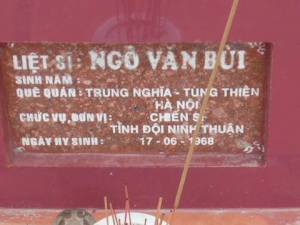 LIỆT SĨ: NGÔ VĂN BÙI
SINH NĂM:
QUÊ QUÁN: TRUNG NGHĨA - TÙNG THIỆN
HÀ NỘI
CHỨC VỤ, ĐƠN VỊ: CHIẾN SĨ
TỈNH ĐỘI NINH THUẬN
NGÀY HY SINH: 17 - 06 - 1968